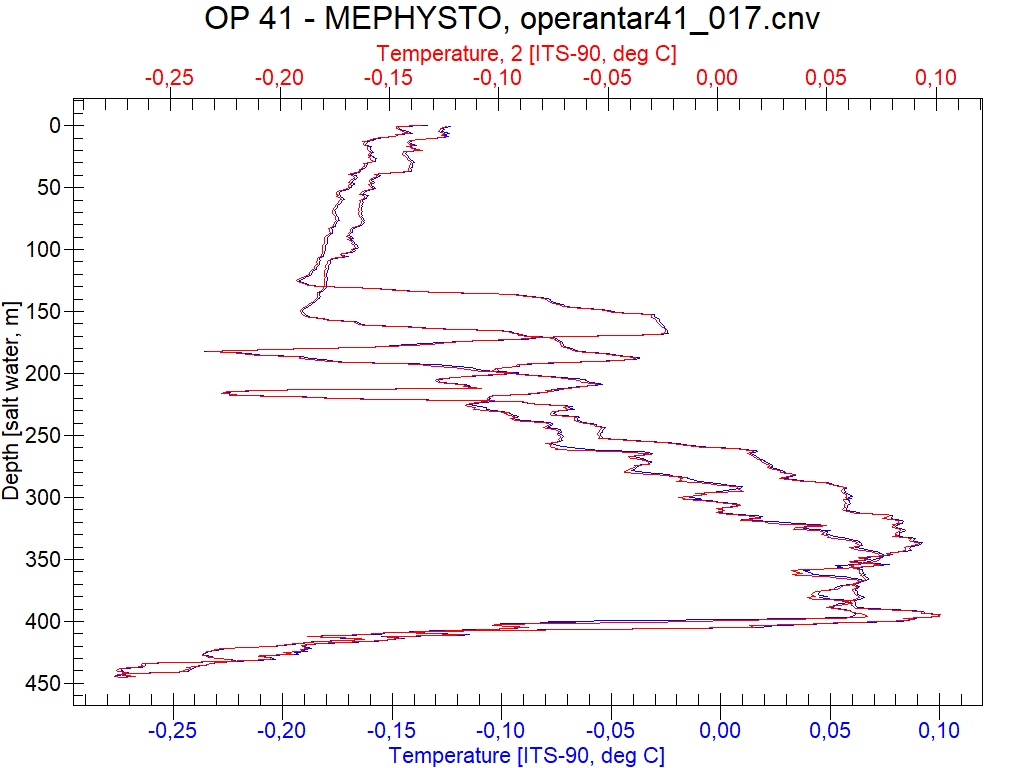 OP 41 - MEPHYSTO, operantar41_017.cnv
Temperature, 2 [ITS-90, deg C]
-0,25 -0,20 -0,15 -0,10 -0,05 0,00 0,05 0,10
Depth [salt water, m]
0
50
100
150
200
250
300
350
400
450
-0,25 -0,20 -0,15 -0,10 -0,05 0,00 0,05 0,10
Temperature [ITS-90, deg C]